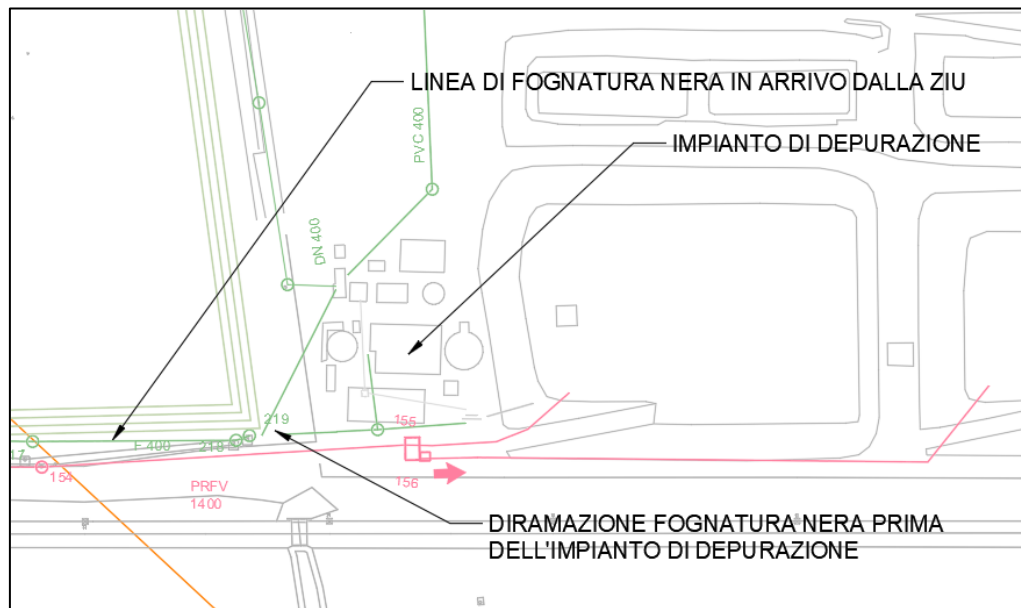 LINEA DI FOGNATURA NERA IN ARRIVO DALLA ZIU
PVC 400
IMPIANTO DI DEPURAZIONE
DN 400
219
155
F 400
218
17
154
PRFV
1400
156
DIRAMAZIONE FOGNATURA NERA PRIMA
DELL'IMPIANTO DI DEPURAZIONE